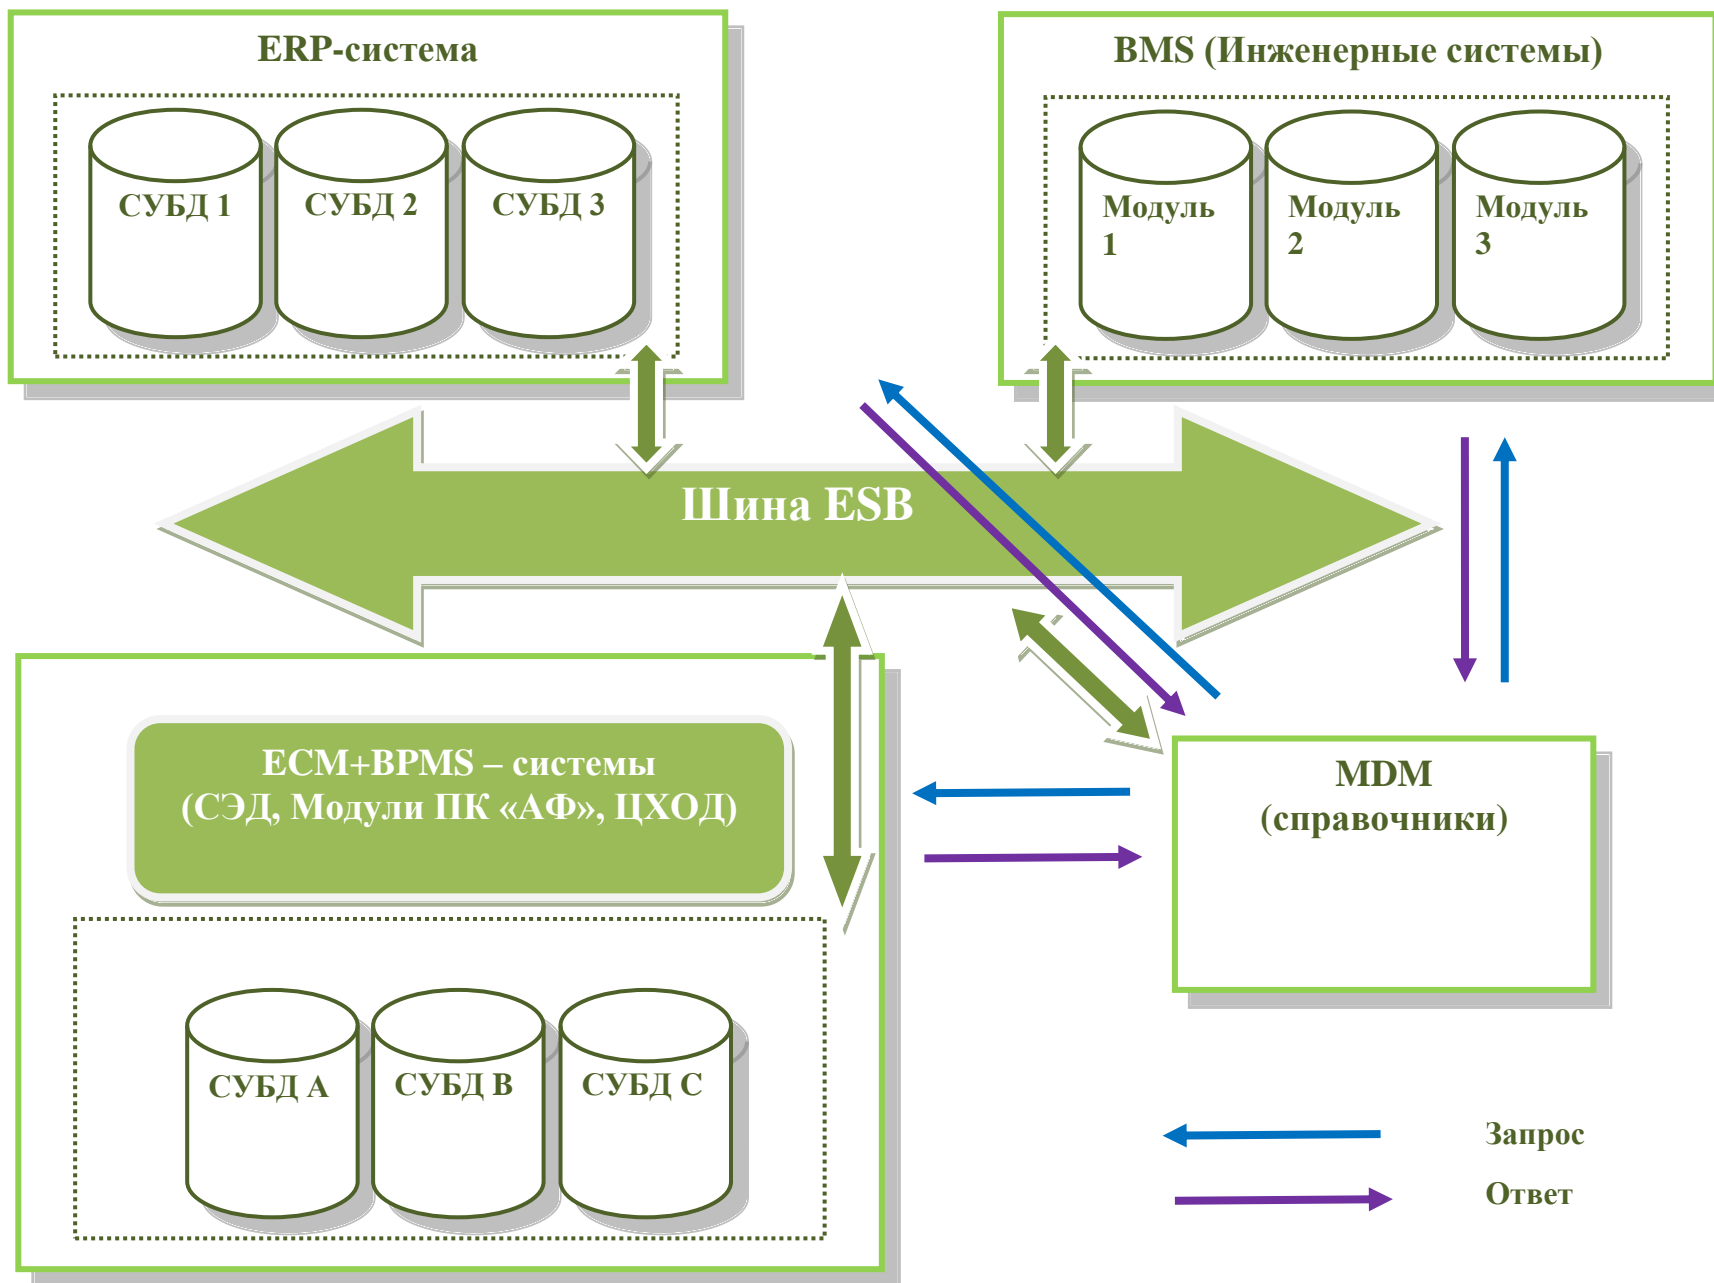 ERP-система
BMS (Инженерные системы)
СУБД 1
СУБД 2
СУБД 3
Модуль
1
Модуль
2
Модуль
3
Шина ESB
ECM+BPMS – системы
(СЭД, Модули ПК «АФ», ЦХОД)
MDM
(справочники)
СУБД A
СУБД B
СУБД C
Запрос
Ответ